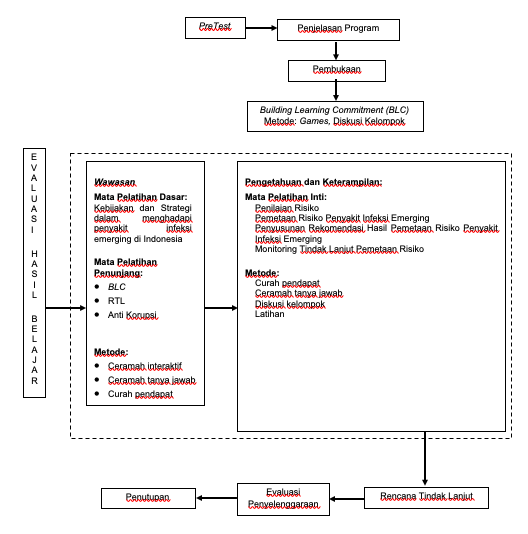 PreTest
Penjelasan Program
Pembukaan
Building Learning Commitment (BLC)
Metode: Games, Diskusi Kelompok
EVALUASI HASIL BELAJAR
Wawasan
Mata Pelatihan Dasar:
Kebijakan dan Strategi
dalam menghadapi
penyakit infeksi
emerging di Indonesia
Mata Pelatihan
Penunjang:
● BLC
● RTL
● Anti Korupsi
Metode:
● Ceramah interaktif
● Ceramah tanya jawab
● Curah pendapat
Pengetahuan dan Keterampilan:
Mata Pelatihan Inti:
Penilaian Risiko
Pemetaan Risiko Penyakit Infeksi Emerging
Penyusunan Rekomendasi Hasil Pemetaan Risiko Penyakit
Infeksi Emerging
Monitoring Tindak Lanjut Pemetaan Risiko
Metode:
Curah pendapat
Ceramah tanya jawab
Diskusi kelompok
Latihan
Rencana Tindak Lanjut
Evaluasi
Penyelenggaraan
Penutupan